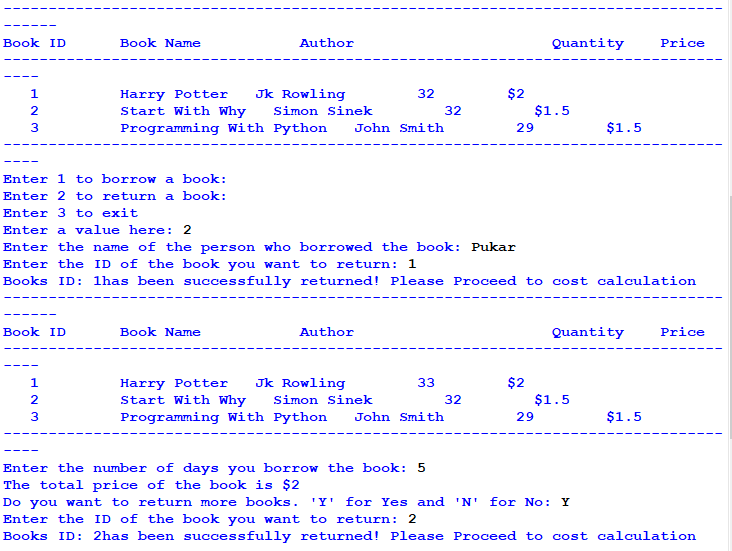 --------------------------------------------------------------------------------
------
Book ID      Book Name           Author                      Quantity    Price
--------------------------------------------------------------------------------
----
   1         Harry Potter   Jk Rowling        32        $2
   2         Start With Why   Simon Sinek        32        $1.5
   3         Programming With Python   John Smith        29        $1.5
--------------------------------------------------------------------------------
----
Enter 1 to borrow a book:
Enter 2 to return a book:
Enter 3 to exit
Enter a value here: 2
Enter the name of the person who borrowed the book: Pukar
Enter the ID of the book you want to return: 1
Books ID: 1has been successfully returned! Please Proceed to cost calculation
--------------------------------------------------------------------------------
------
Book ID      Book Name           Author                      Quantity    Price
--------------------------------------------------------------------------------
----
   1         Harry Potter   Jk Rowling        33        $2
   2         Start With Why   Simon Sinek        32        $1.5
   3         Programming With Python   John Smith        29        $1.5
--------------------------------------------------------------------------------
----
Enter the number of days you borrow the book: 5
The total price of the book is $2
Do you want to return more books. 'Y' for Yes and 'N' for No: Y
Enter the ID of the book you want to return: 2
Books ID: 2has been successfully returned! Please Proceed to cost calculation